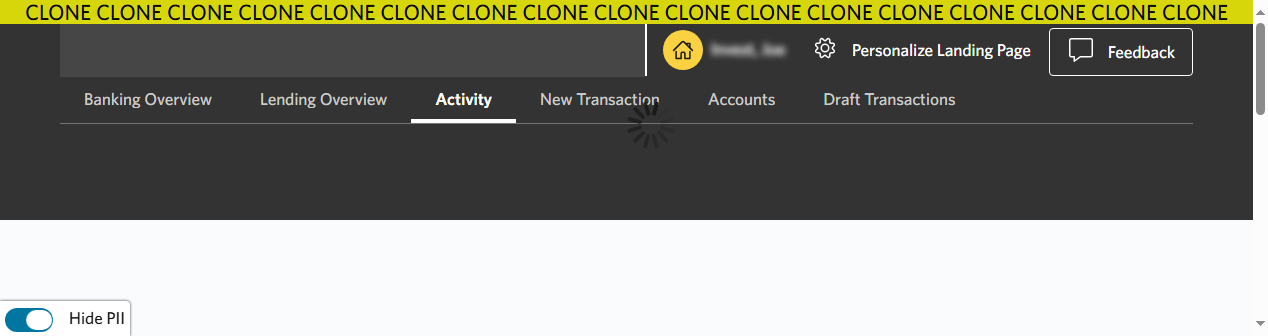 CLONE CLONE CLONE CLONE CLONE CLONE CLONE CLONE CLONE CLONE CLONE CLONE CLONE CLONE CLONE CLONE CLONE
Personalize Landing Page Feedback
Banking Overview Lending Overview Activity New Transaction Accounts Draft Transactions
Hide PII